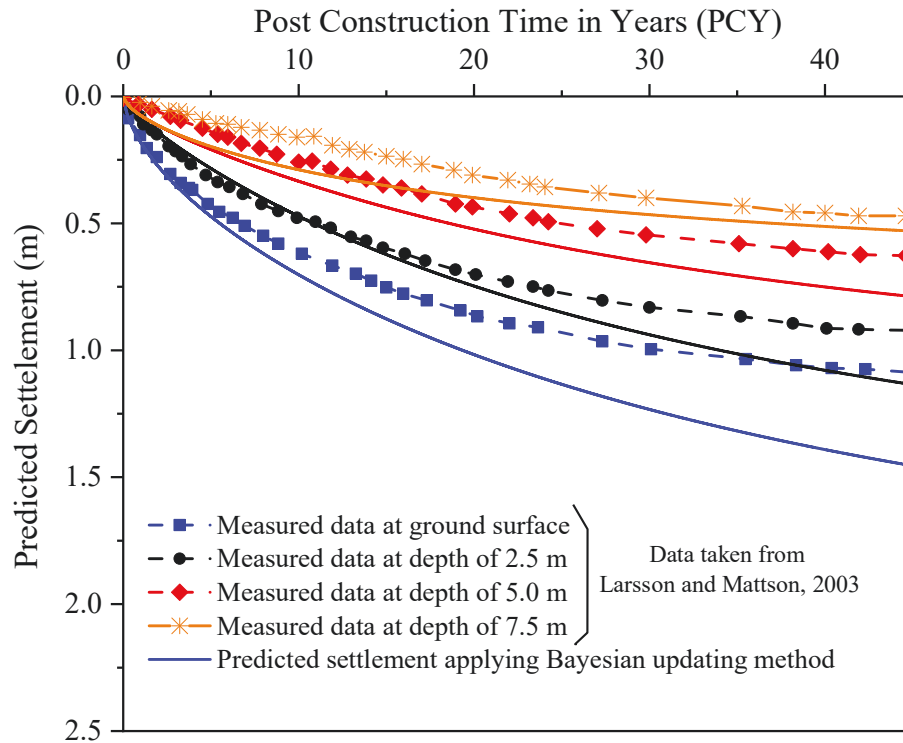 Post Construction Time in Years (PCY)
0 10 20 30 40
0.0
0.5
1.0
1.5
2.0
2.5
Predicted Settelement (m)
Measured data at ground surface
Measured data at depth of 2.5 m
Measured data at depth of 5.0 m
Measured data at depth of 7.5 m
Predicted settlement applying Bayesian updating method
Data taken from
Larsson and Mattson, 2003